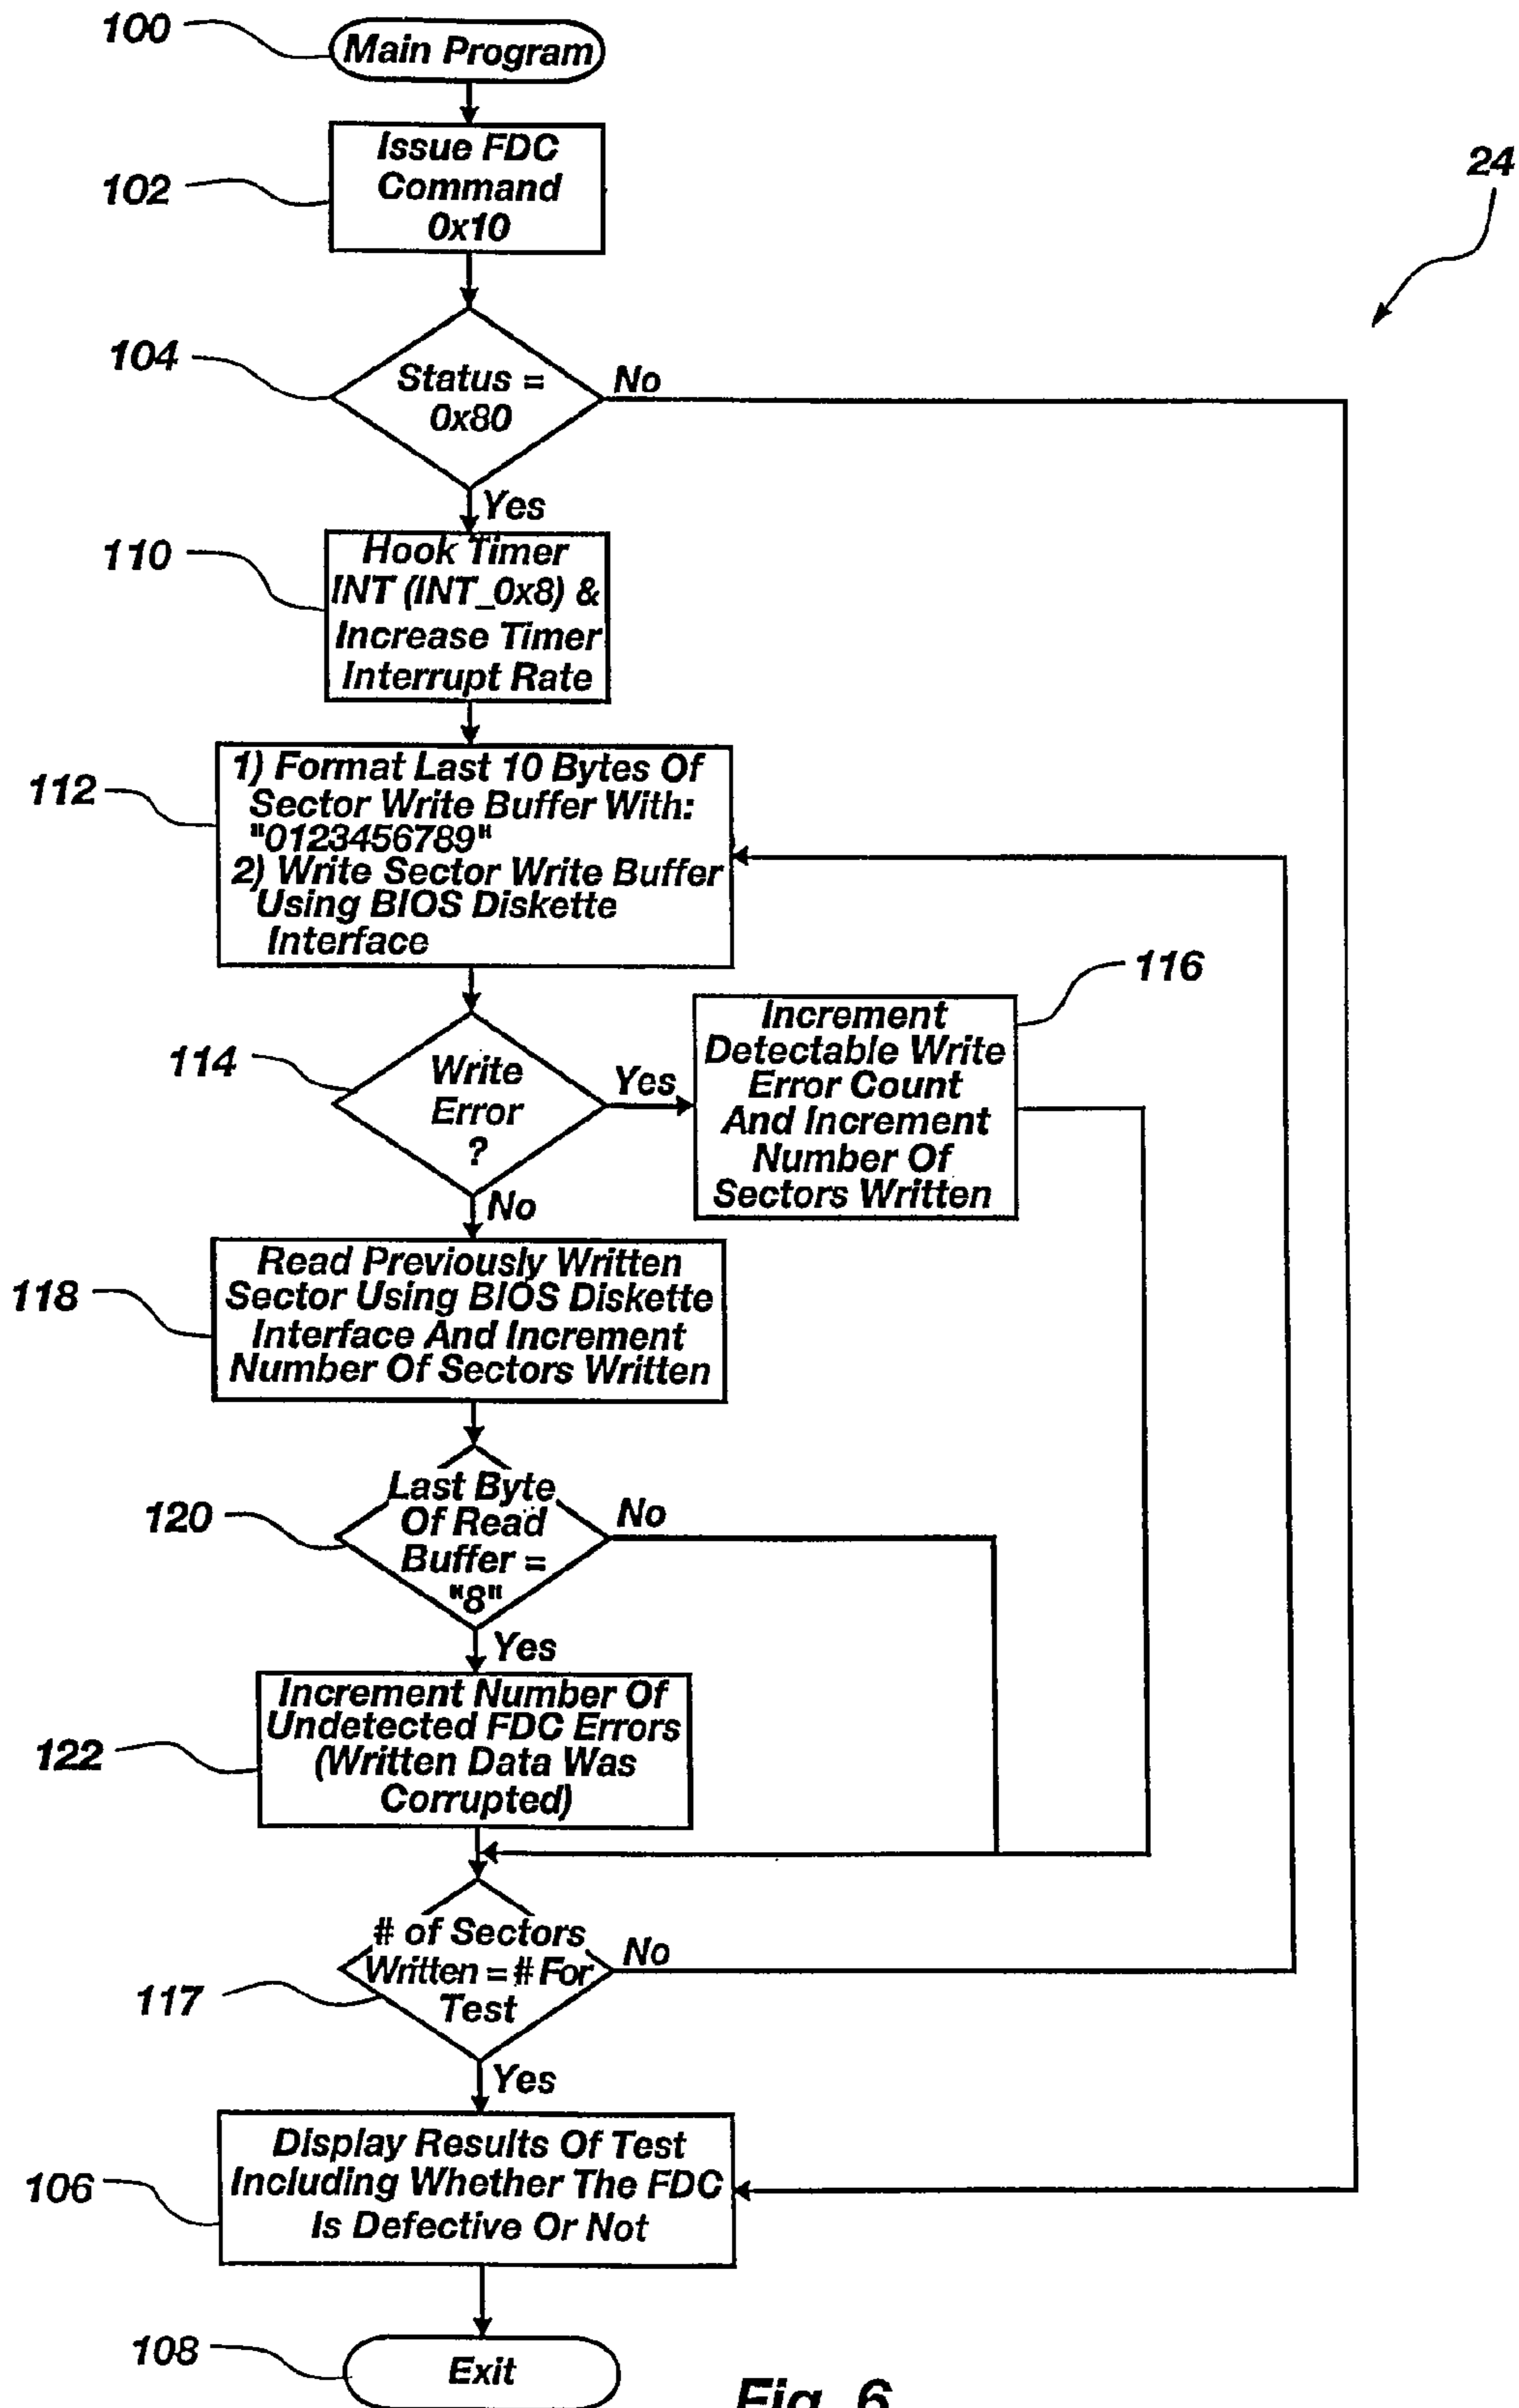 100
Main Program
102
Issue FDC
Command
0x10
24
104
Status =
0x80
No
Yes
110
Hook Timer
INT (INT_0x8) &
Increase Timer
Interrupt Rate
112
1) Format Last 10 Bytes Of
Sector Write Buffer With:
"0123456789"
2) Write Sector Write Buffer
Using BIOS Diskette
Interface
114
Write
Error
?
Yes
No
116
Increment
Detectable Write
Error Count
And Increment
Number Of
Sectors Written
118
Read Previously Written
Sector Using BIOS Diskette
Interface And Increment
Number Of Sectors Written
120
Last Byte
Of Read
Buffer =
"8"
No
Yes
122
Increment Number Of
Undetected FDC Errors
(Written Data Was
Corrupted)
117
# of Sectors
Written = # For
Test
No
Yes
106
Display Results Of Test
Including Whether The FDC
Is Defective Or Not
108
Exit
Fig. 6